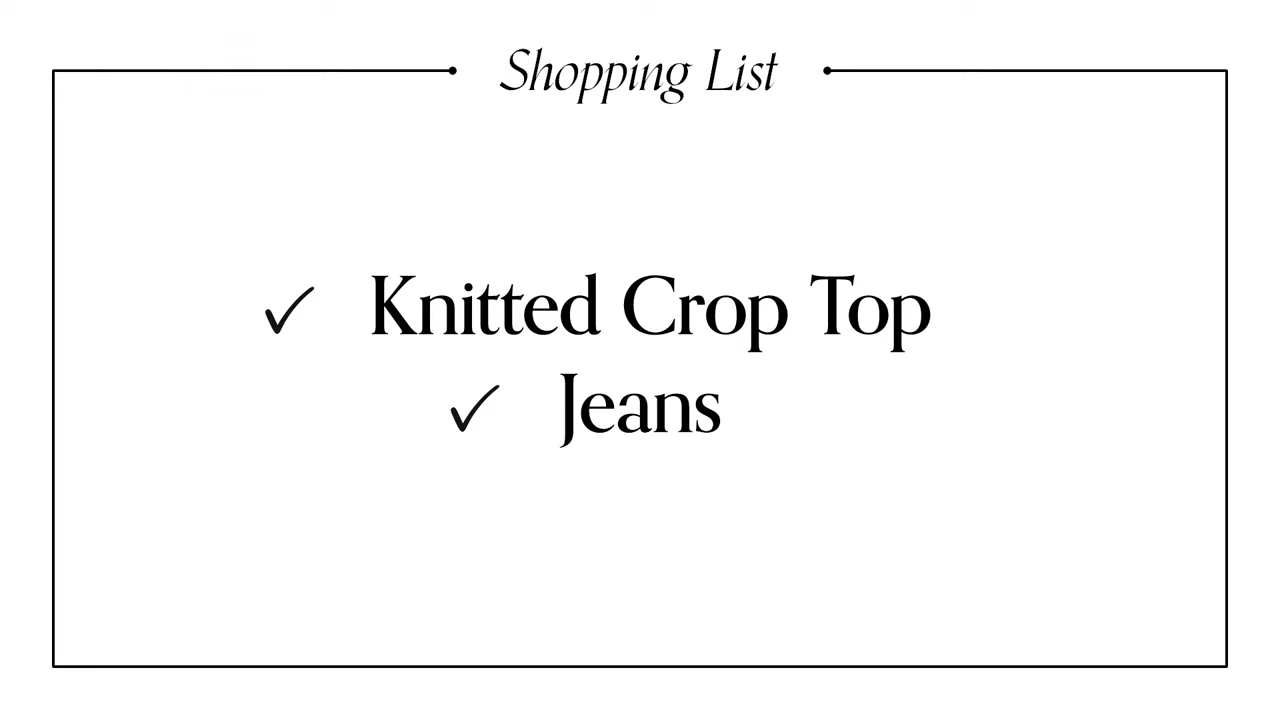 Shopping List
✓ Knitted Crop Top
✓ Jeans